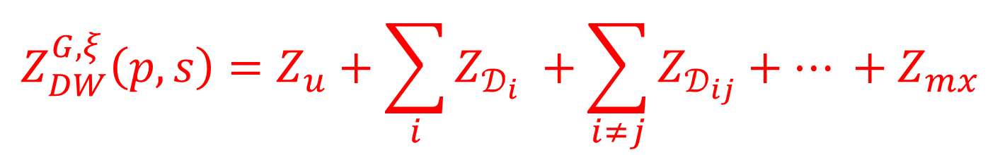 Z_{DW}^{G,ξ}(p, s) = Z_u + ∑_i Z_{𝒟_i} + ∑_{i≠j} Z_{𝒟_{ij}} + ⋯ + Z_{mx}